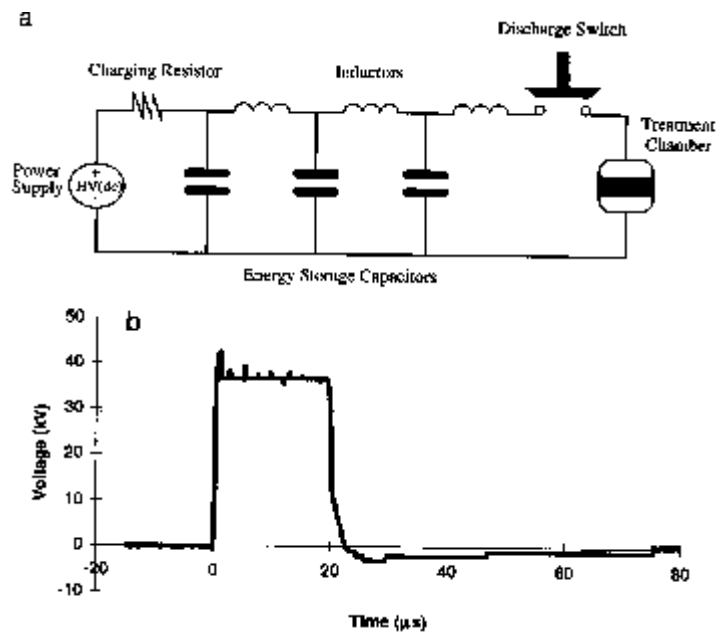 a
Discharge Switch
Charging Resistor
Inductors
Treatment
Chamber
Power
Supply
+
HV(dc)
-
Energy Storage Capacitors
b
50
40
30
20
10
0
-10
Voltage (kV)
-20
0
20
40
60
80
Time (μs)